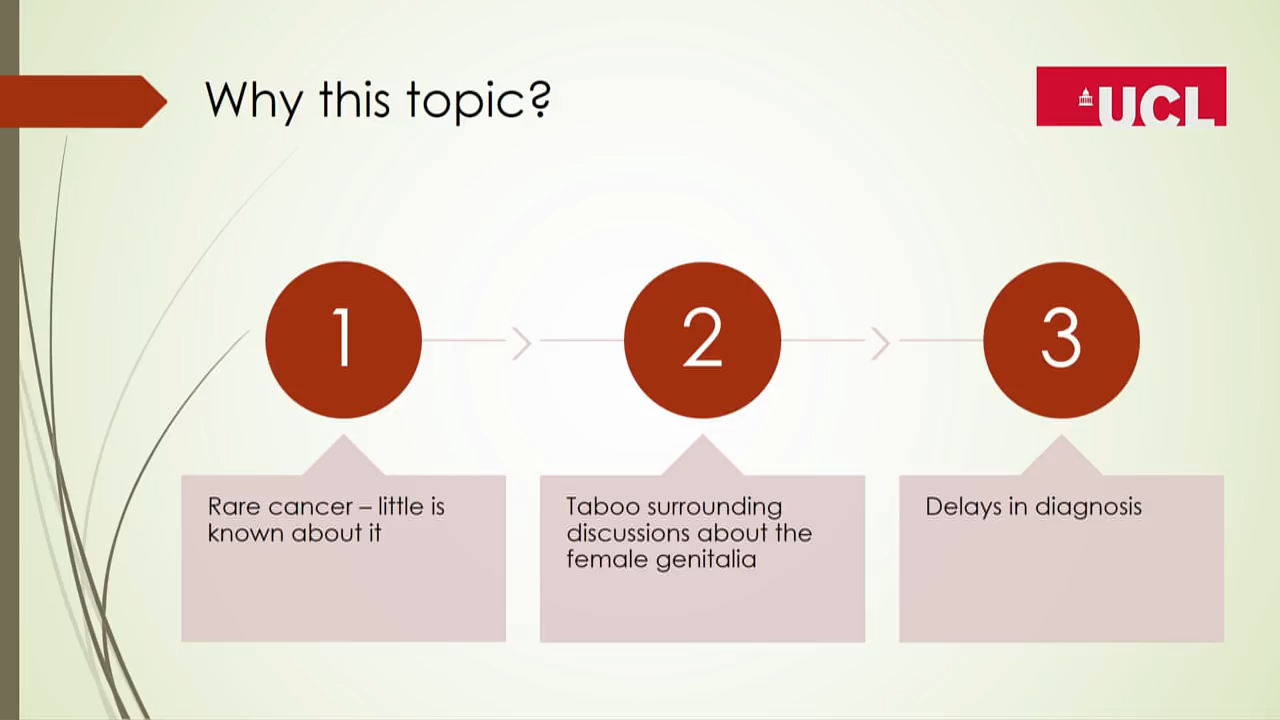 Why this topic?
UCL
1
2
3
Rare cancer – little is
known about it
Taboo surrounding
discussions about the
female genitalia
Delays in diagnosis